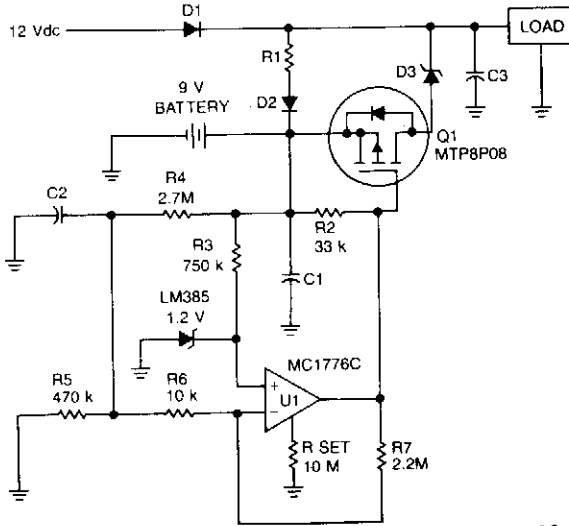 D1
12 Vdc
LOAD
R1
D3
C3
9 V
BATTERY
D2
Q1
MTP8P08
C2
R4
2.7M
R2
33 k
R3
750 k
C1
LM385
1.2 V
MC1776C
R5
470 k
R6
10 k
+
U1
−
R SET
10 M
R7
2.2M